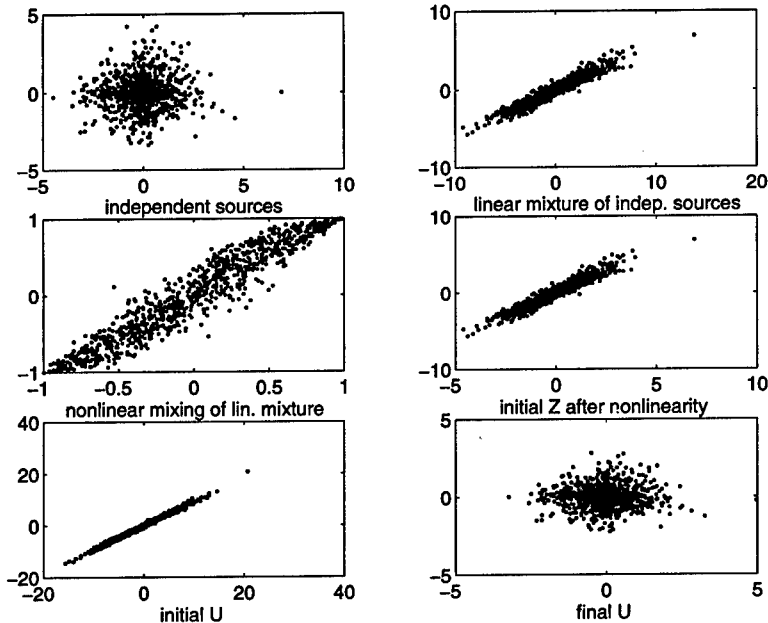 5
0
−5
−5 0 5 10
independent sources
10
0
−10
−10 0 10 20
linear mixture of indep. sources
1
0
−1
−1 −0.5 0 0.5 1
nonlinear mixing of lin. mixture
10
0
−10
−5 0 5 10
initial Z after nonlinearity
40
20
0
−20
−20 0 20 40
initial U
5
0
−5
−5 0 5
final U